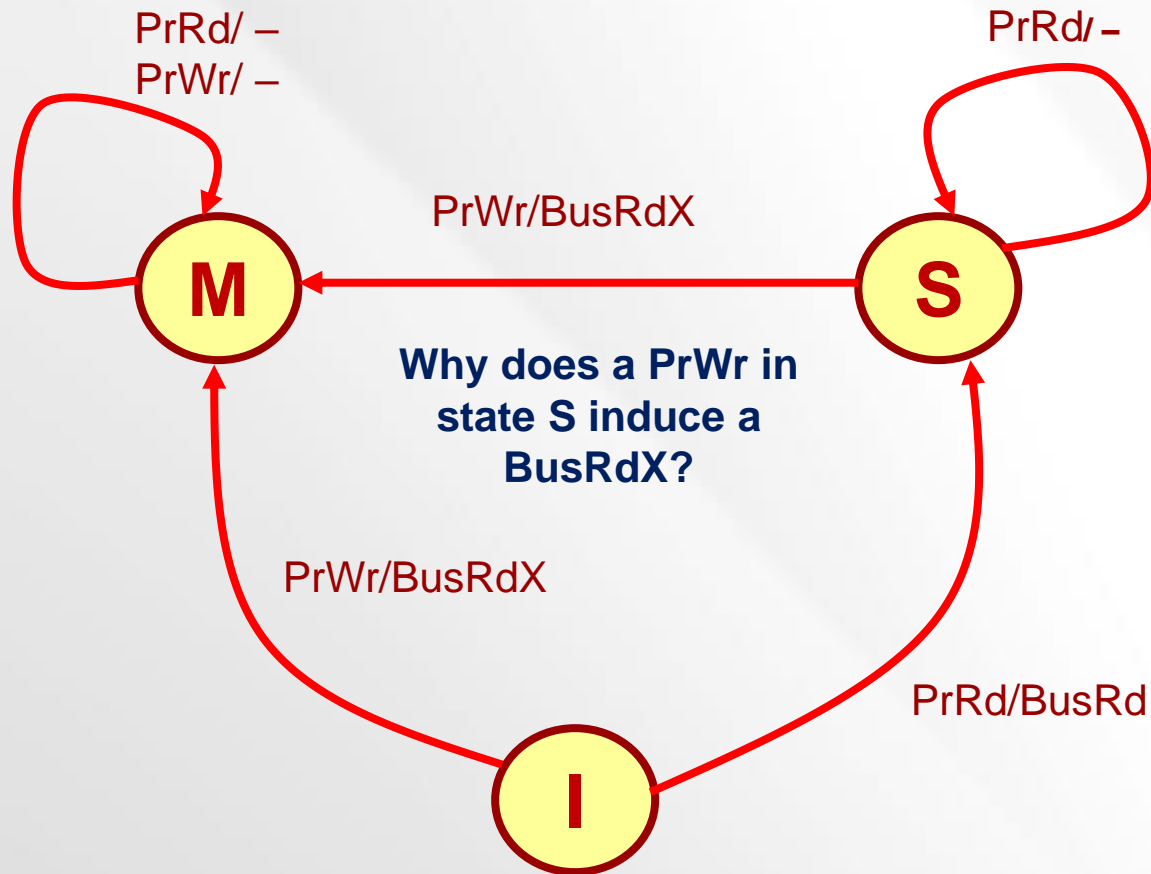 PrRd/ –
PrWr/ –
PrRd/ –
PrWr/BusRdX
M
S
Why does a PrWr in
state S induce a
BusRdX?
PrWr/BusRdX
PrRd/BusRd
I